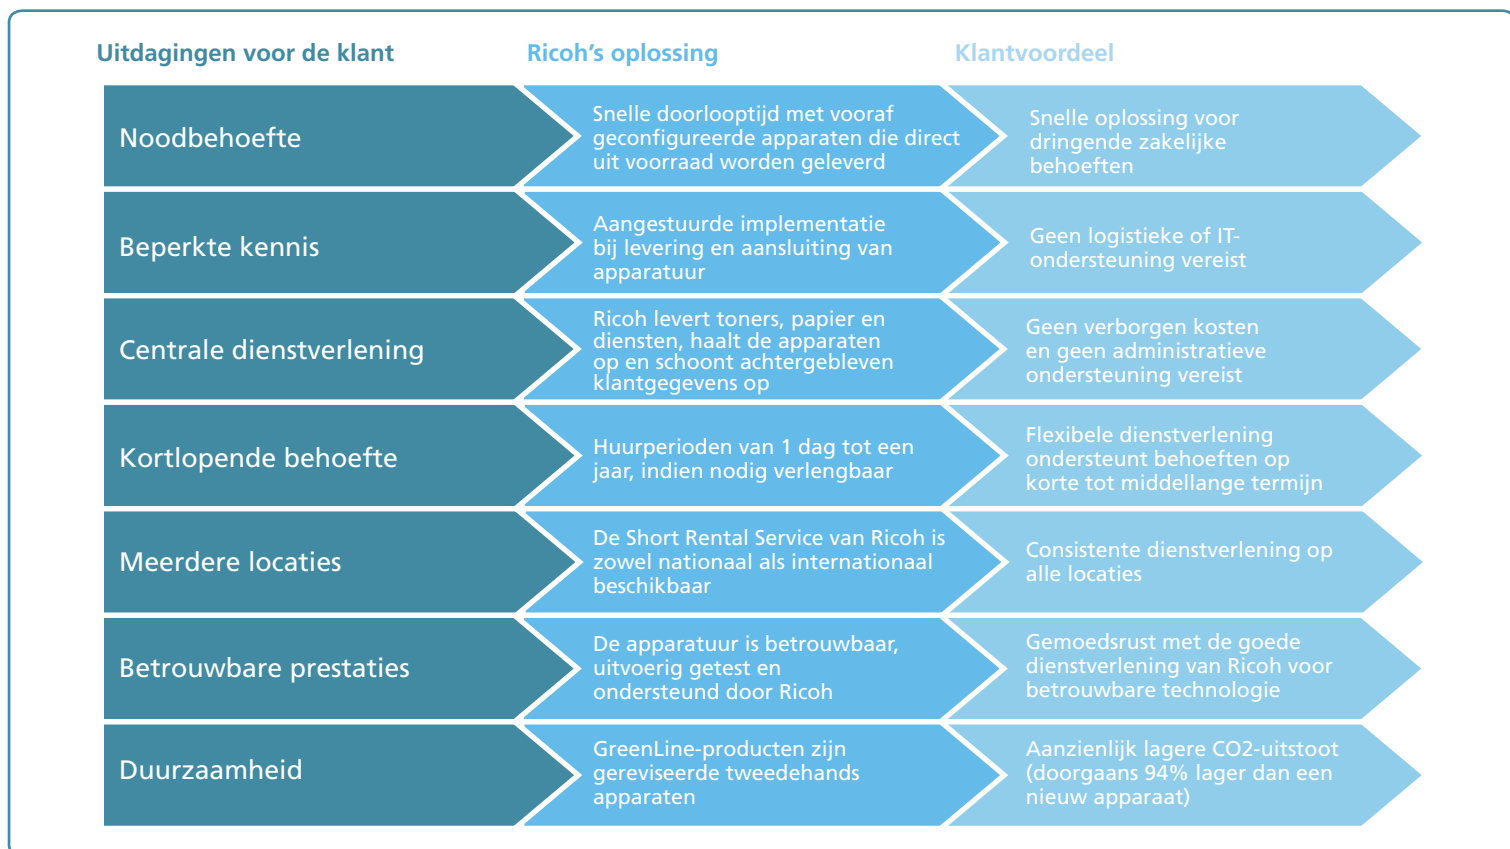 Uitdagingen voor de klant
Ricoh's oplossing
Klantvoordeel
Noodbehoefte
Snelle doorlooptijd met vooraf
geconfigureerde apparaten die direct
uit voorraad worden geleverd
Snelle oplossing voor
dringende zakelijke
behoeften
Beperkte kennis
Aangestuurde implementatie
bij levering en aansluiting van
apparatuur
Geen logistieke of IT-
ondersteuning vereist
Centrale dienstverlening
Ricoh levert toners, papier en
diensten, haalt de apparaten
op en schoont achtergebleven
klantgegevens op
Geen verborgen kosten
en geen administratieve
ondersteuning vereist
Kortlopende behoefte
Huurperioden van 1 dag tot een
jaar, indien nodig verlengbaar
Flexibele dienstverlening
ondersteunt behoeften op
korte tot middellange termijn
Meerdere locaties
De Short Rental Service van Ricoh is
zowel nationaal als internationaal
beschikbaar
Consistente dienstverlening op
alle locaties
Betrouwbare prestaties
De apparatuur is betrouwbaar,
uitvoerig getest en
ondersteund door Ricoh
Gemoedsrust met de goede
dienstverlening van Ricoh voor
betrouwbare technologie
Duurzaamheid
GreenLine-producten zijn
gereviseerde tweedehands
apparaten
Aanzienlijk lagere CO2-uitstoot
(doorgaans 94% lager dan een
nieuw apparaat)